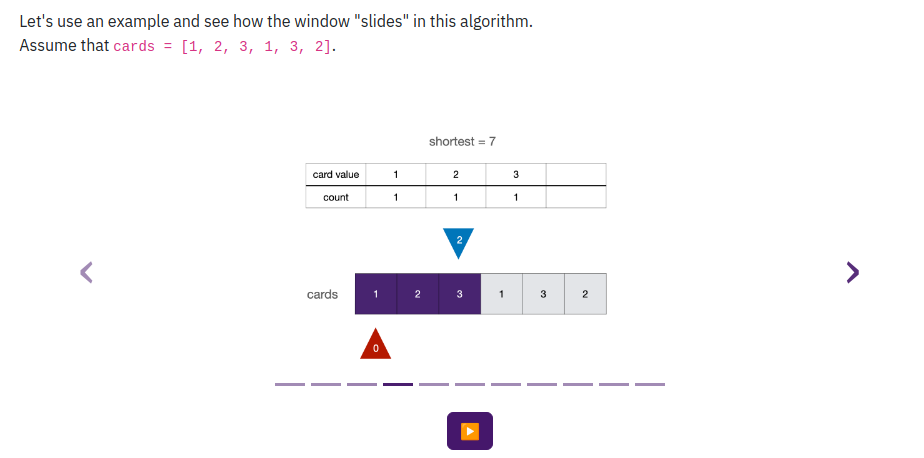 Let's use an example and see how the window "slides" in this algorithm.
Assume that cards = [1, 2, 3, 1, 3, 2].
shortest = 7
card value 1 2 3
count 1 1 1
2
cards 1 2 3 1 3 2
0